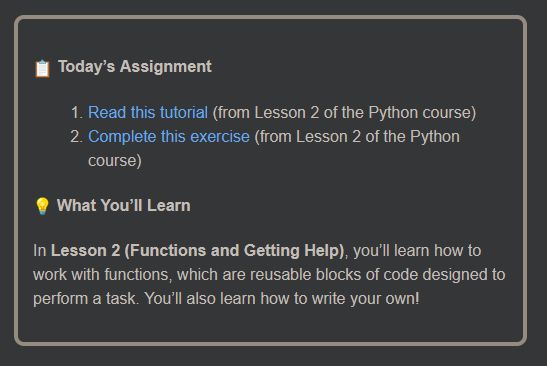 📋 Today’s Assignment
1. Read this tutorial (from Lesson 2 of the Python course)
2. Complete this exercise (from Lesson 2 of the Python
course)
💡 What You’ll Learn
In Lesson 2 (Functions and Getting Help), you’ll learn how to
work with functions, which are reusable blocks of code designed to
perform a task. You’ll also learn how to write your own!